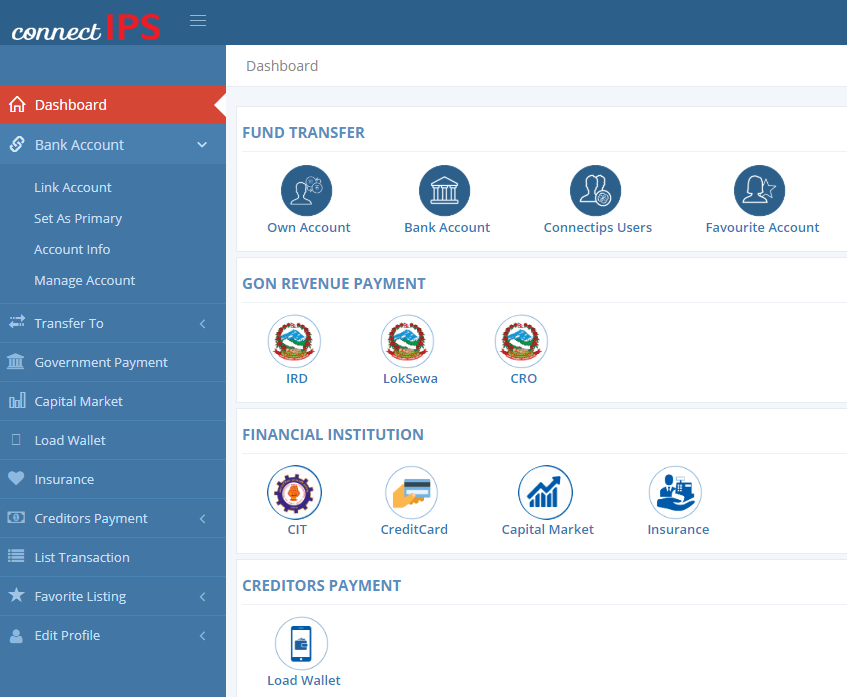 connect IPS
Dashboard
Dashboard
Bank Account
Link Account
Set As Primary
Account Info
Manage Account
Transfer To
Government Payment
Capital Market
Load Wallet
Insurance
Creditors Payment
List Transaction
Favorite Listing
Edit Profile
FUND TRANSFER
Own Account
Bank Account
Connectips Users
Favourite Account
GON REVENUE PAYMENT
IRD
LokSewa
CRO
FINANCIAL INSTITUTION
CIT
CreditCard
Capital Market
Insurance
CREDITORS PAYMENT
Load Wallet